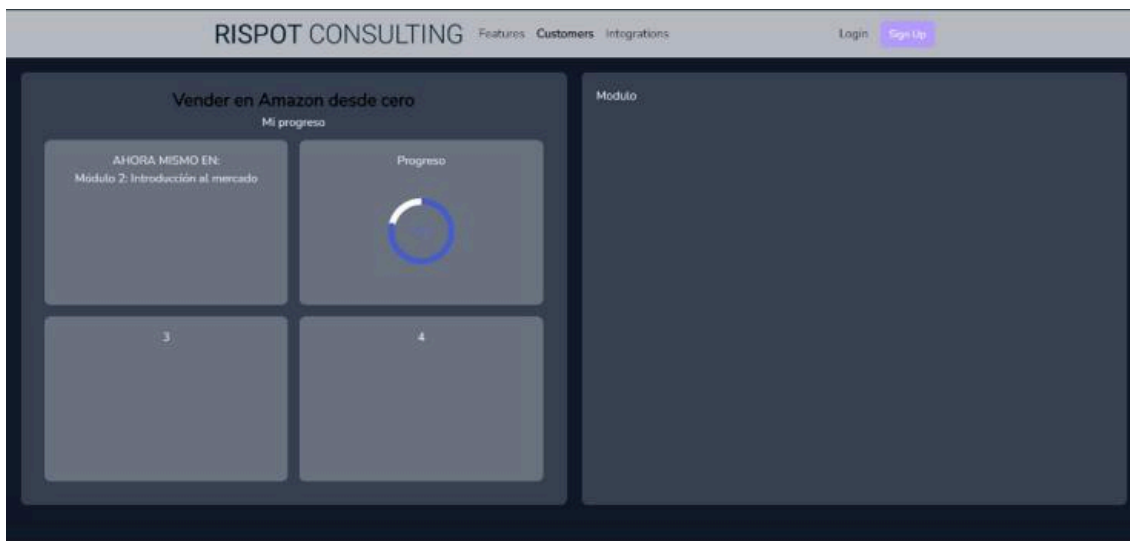 RISPOT CONSULTING Features Customers Integrations Login Sign Up
Vender en Amazon desde cero
Mi progreso
AHORA MISMO EN:
Módulo 2: Introducción al mercado
Progreso
3
4
Modulo